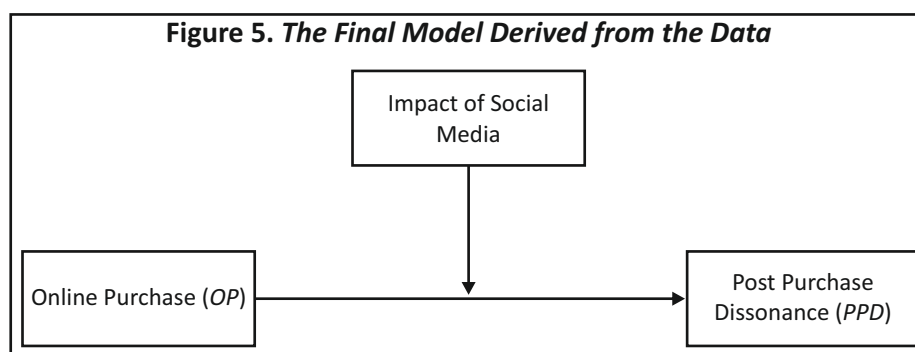 Figure 5. The Final Model Derived from the Data
Impact of Social
Media
Online Purchase (OP)
Post Purchase
Dissonance (PPD)